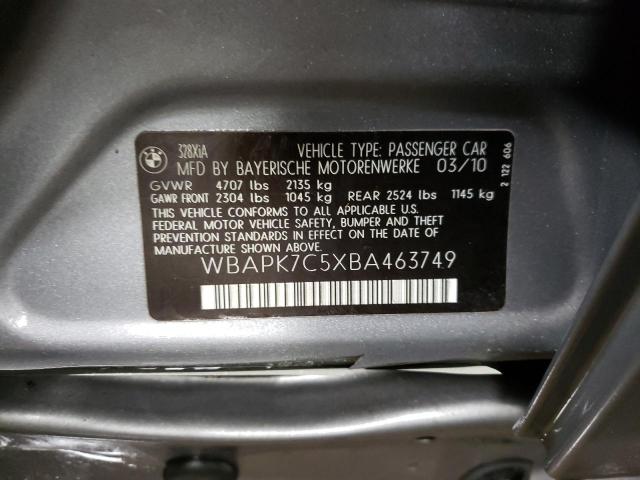 328XiA VEHICLE TYPE: PASSENGER CAR
MFD BY BAYERISCHE MOTORENWERKE 03/10
GVWR 4707 lbs 2135 kg
GAWR FRONT 2304 lbs 1045 kg REAR 2524 lbs 1145 kg
THIS VEHICLE CONFORMS TO ALL APPLICABLE U.S.
FEDERAL MOTOR VEHICLE SAFETY, BUMPER AND THEFT
PREVENTION STANDARDS IN EFFECT ON THE DATE OF
MANUFACTURE SHOWN ABOVE.
WBAPK7C5XBA463749
2 122 606